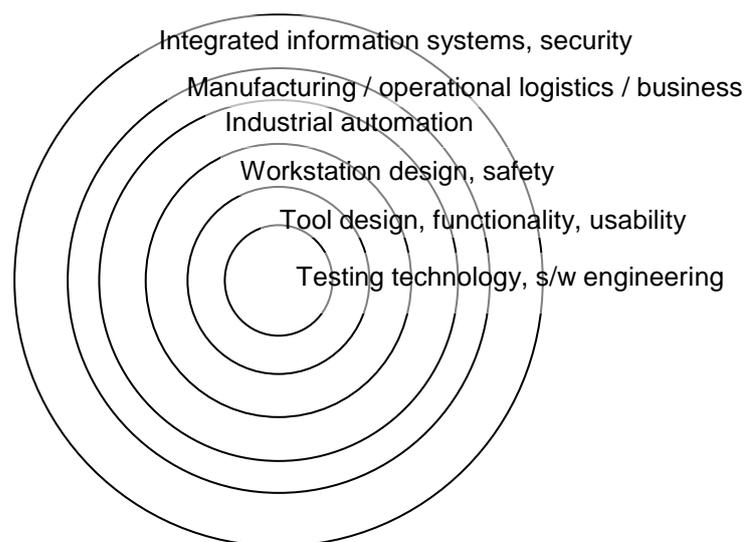 Integrated information systems, security
Manufacturing / operational logistics / business
Industrial automation
Workstation design, safety
Tool design, functionality, usability
Testing technology, s/w engineering